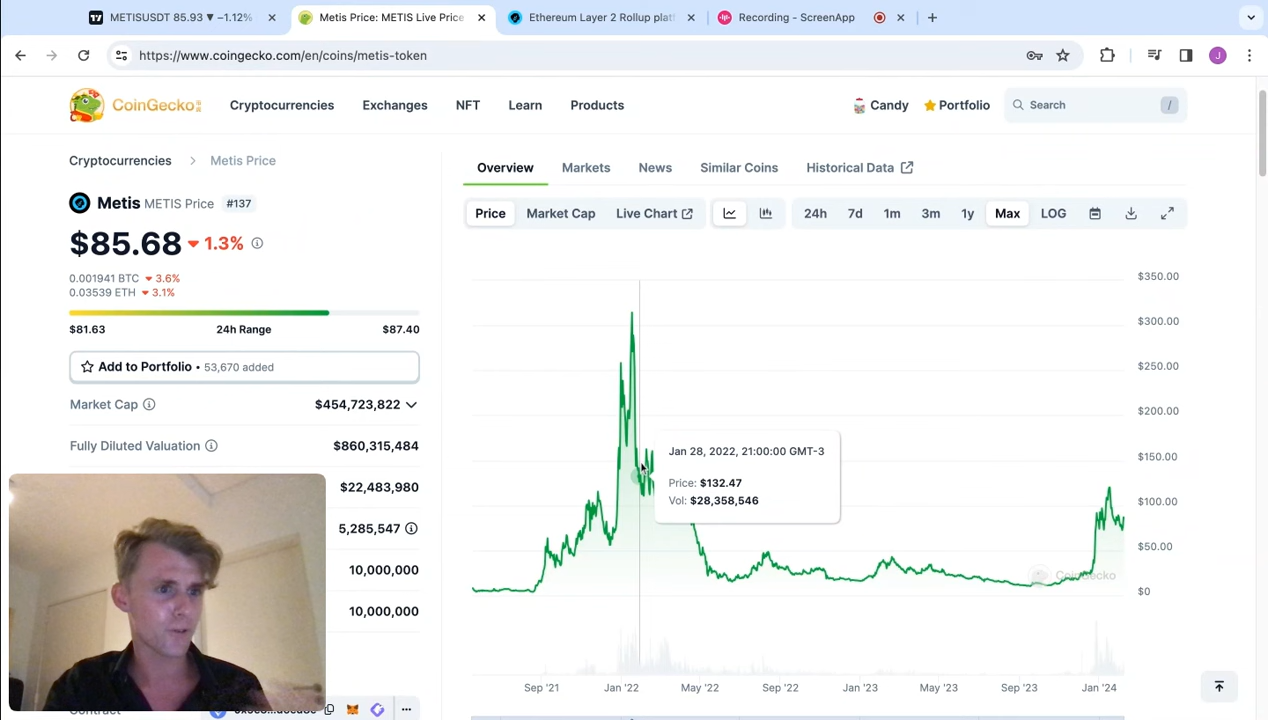 METISUSDT 85.93 ▼ −1.12%
Metis Price: METIS Live Price
Ethereum Layer 2 Rollup plat
Recording - ScreenApp
https://www.coingecko.com/en/coins/metis-token
J
CoinGecko
Cryptocurrencies
Exchanges
NFT
Learn
Products
Candy
Portfolio
Search
/
Cryptocurrencies > Metis Price
Metis METIS Price #137
$85.68 ▼ 1.3%
0.001941 BTC ▼ 3.6%
0.03539 ETH ▼ 3.1%
$81.63 24h Range $87.40
Add to Portfolio • 53,670 added
Market Cap $454,723,822
Fully Diluted Valuation $860,315,484
$22,483,980
5,285,547
10,000,000
10,000,000
Overview
Markets
News
Similar Coins
Historical Data
Price
Market Cap
Live Chart
24h
7d
1m
3m
1y
Max
LOG
$350.00
$300.00
$250.00
$200.00
$150.00
$100.00
$50.00
$0
Jan 28, 2022, 21:00:00 GMT-3
Price: $132.47
Vol: $28,358,546
CoinGecko
Sep '21
Jan '22
May '22
Sep '22
Jan '23
May '23
Sep '23
Jan '24